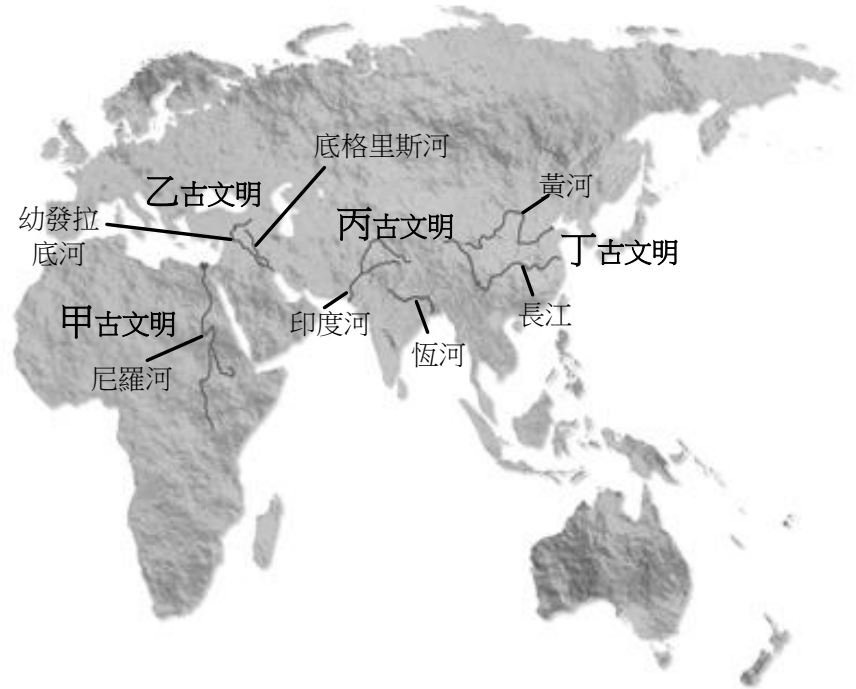 底格里斯河
黃河
乙古文明
幼發拉
底河
丙古文明
丁古文明
甲古文明
印度河
長江
恆河
尼羅河